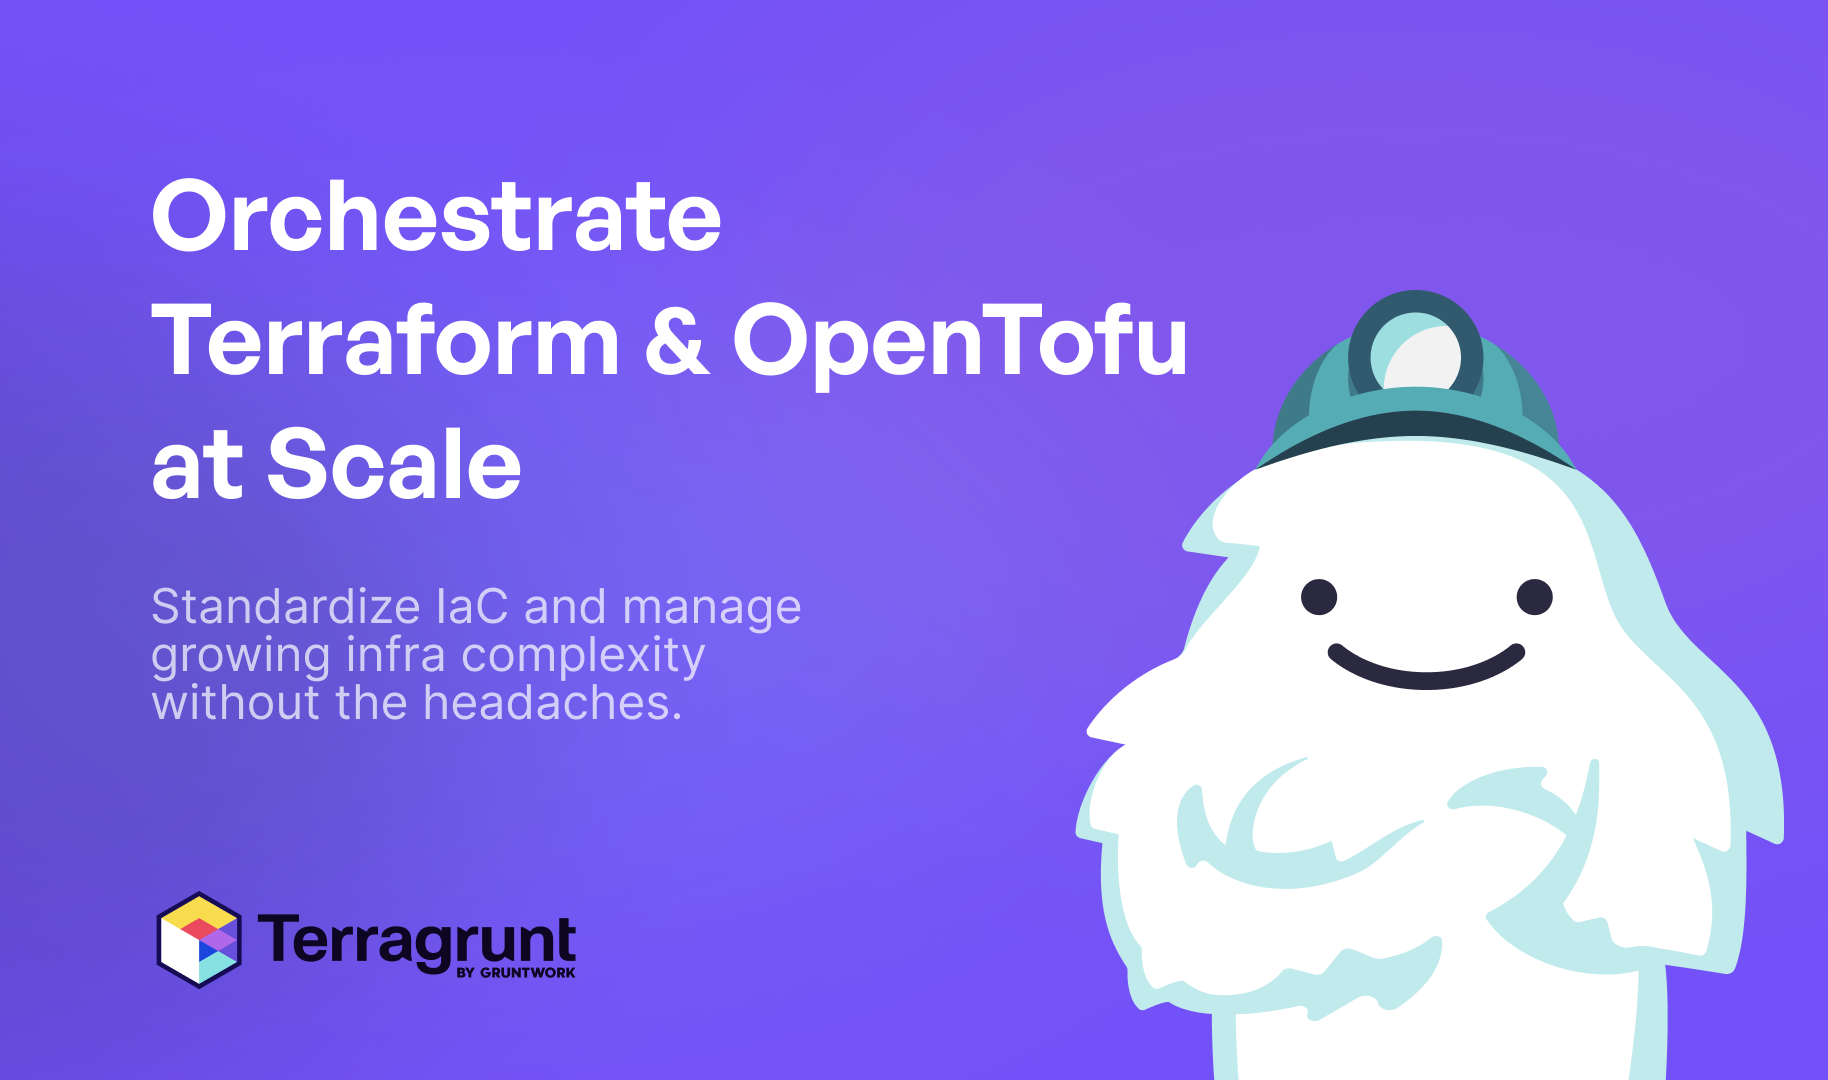 Orchestrate
Terraform & OpenTofu
at Scale
Standardize IaC and manage
growing infra complexity
without the headaches.
Terragrunt
BY GRUNTWORK